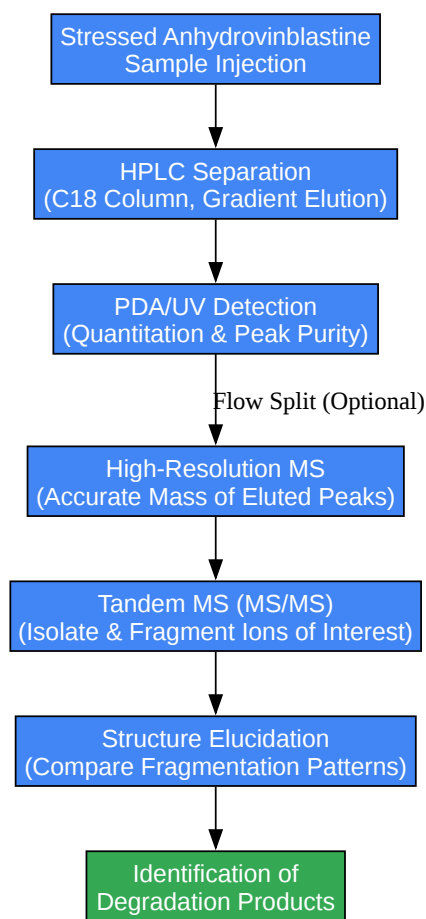 Stressed Anhydrovinblastine
Sample Injection
HPLC Separation
(C18 Column, Gradient Elution)
PDA/UV Detection
(Quantitation & Peak Purity)
Flow Split (Optional)
High-Resolution MS
(Accurate Mass of Eluted Peaks)
Tandem MS (MS/MS)
(Isolate & Fragment Ions of Interest)
Structure Elucidation
(Compare Fragmentation Patterns)
Identification of
Degradation Products